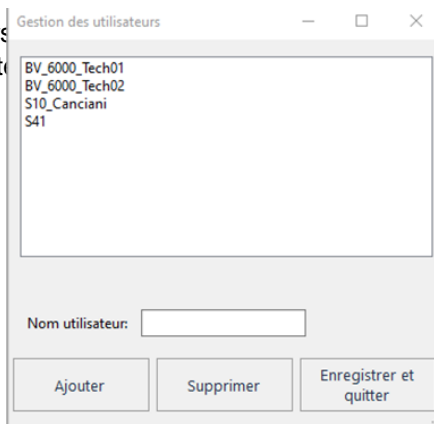 Gestion des utilisateurs
BV_6000_Tech01
BV_6000_Tech02
S10_Canciani
S41
Nom utilisateur:
Ajouter
Supprimer
Enregistrer et
quitter